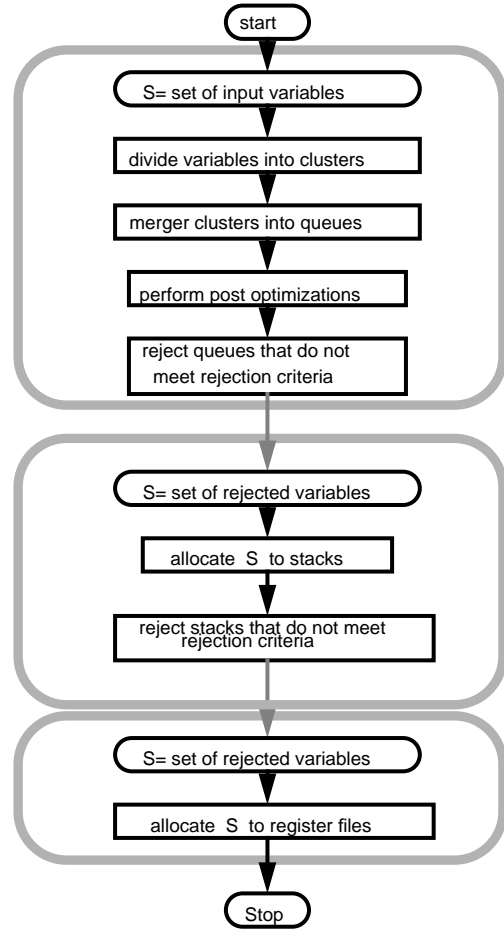 start
S= set of input variables
divide variables into clusters
merger clusters into queues
perform post optimizations
reject queues that do not
meet rejection criteria
S= set of rejected variables
allocate S to stacks
reject stacks that do not meet
rejection criteria
S= set of rejected variables
allocate S to register files
Stop